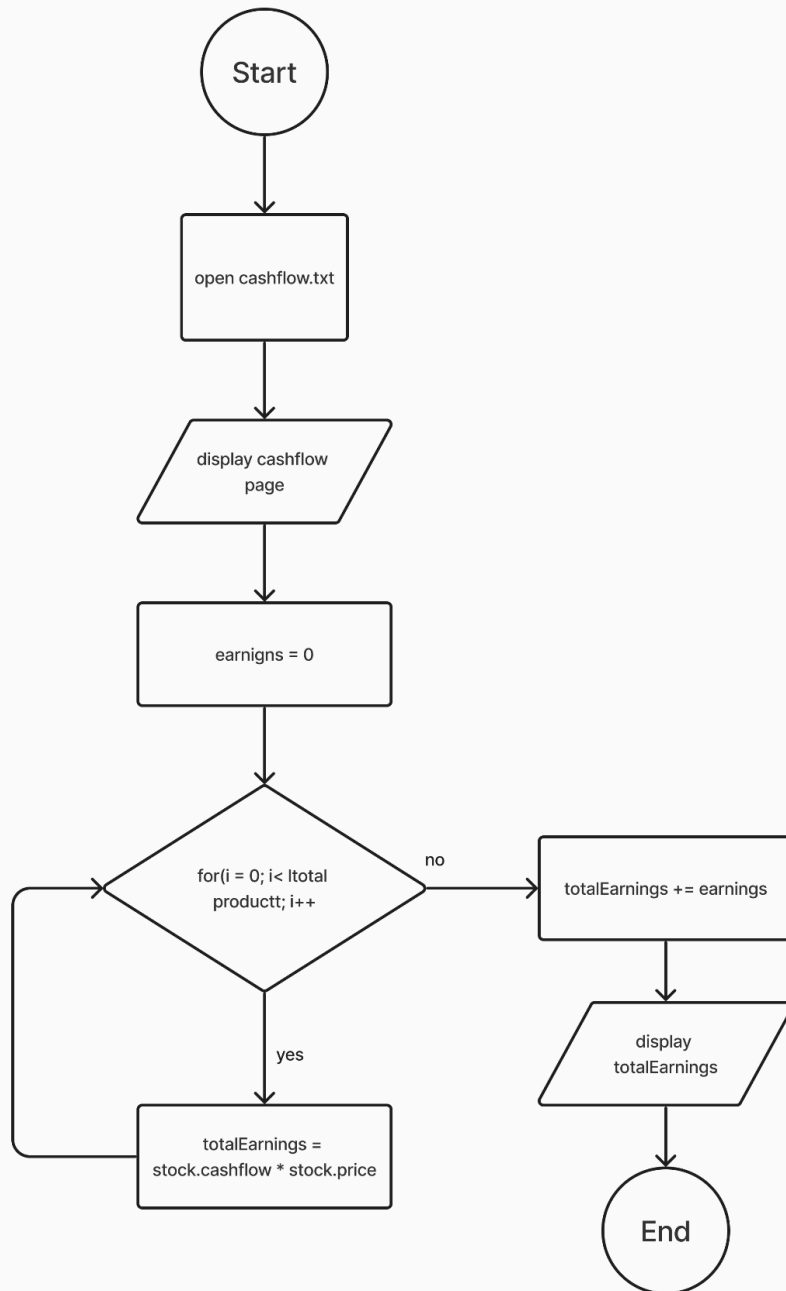 Start
open cashflow.txt
display cashflow
page
earnigns = 0
for(i = 0; i< ltotal
productt; i++
no
yes
totalEarnings =
stock.cashflow * stock.price
totalEarnings += earnings
display
totalEarnings
End